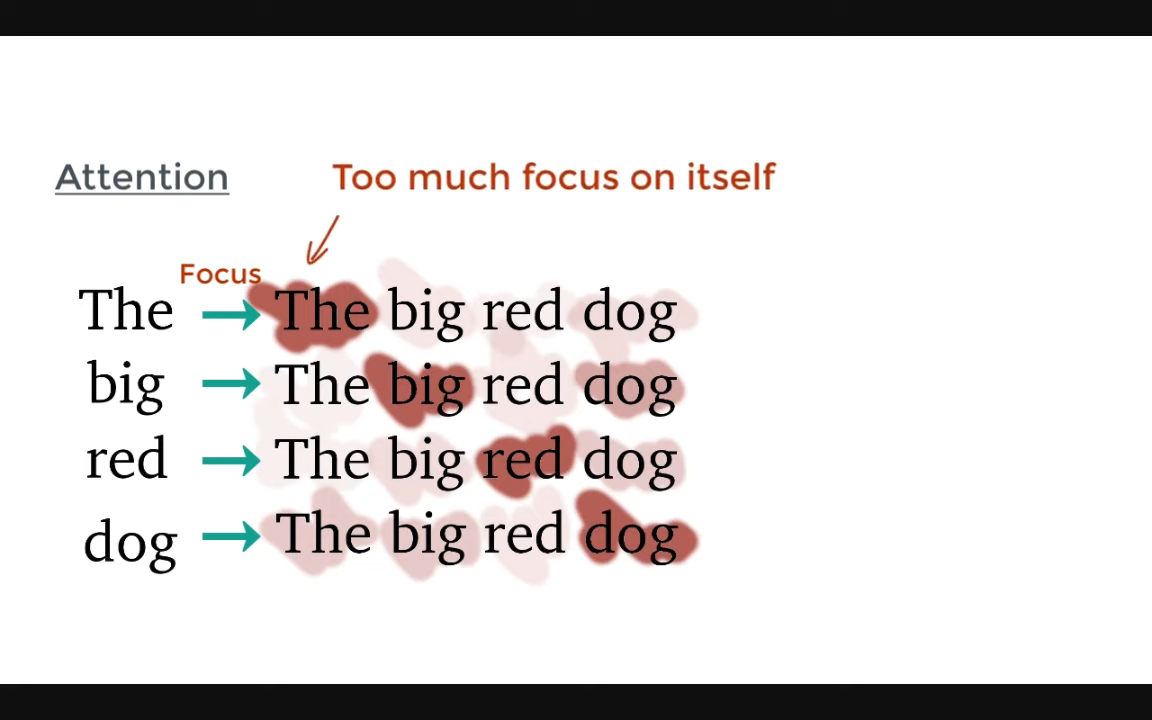 Attention
Too much focus on itself
Focus
The → The big red dog
big → The big red dog
red → The big red dog
dog → The big red dog